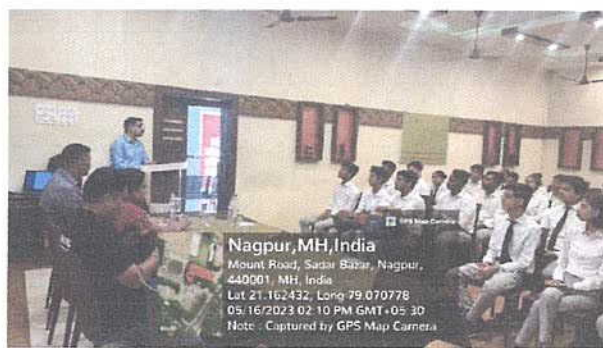 GPS Map Camera
Nagpur,MH,India
Mount Road, Sadar Bazar, Nagpur,
440001, MH, India
Lat 21.162432, Long 79.070778
05/16/2023 02:10 PM GMT+05:30
Note : Captured by GPS Map Camera